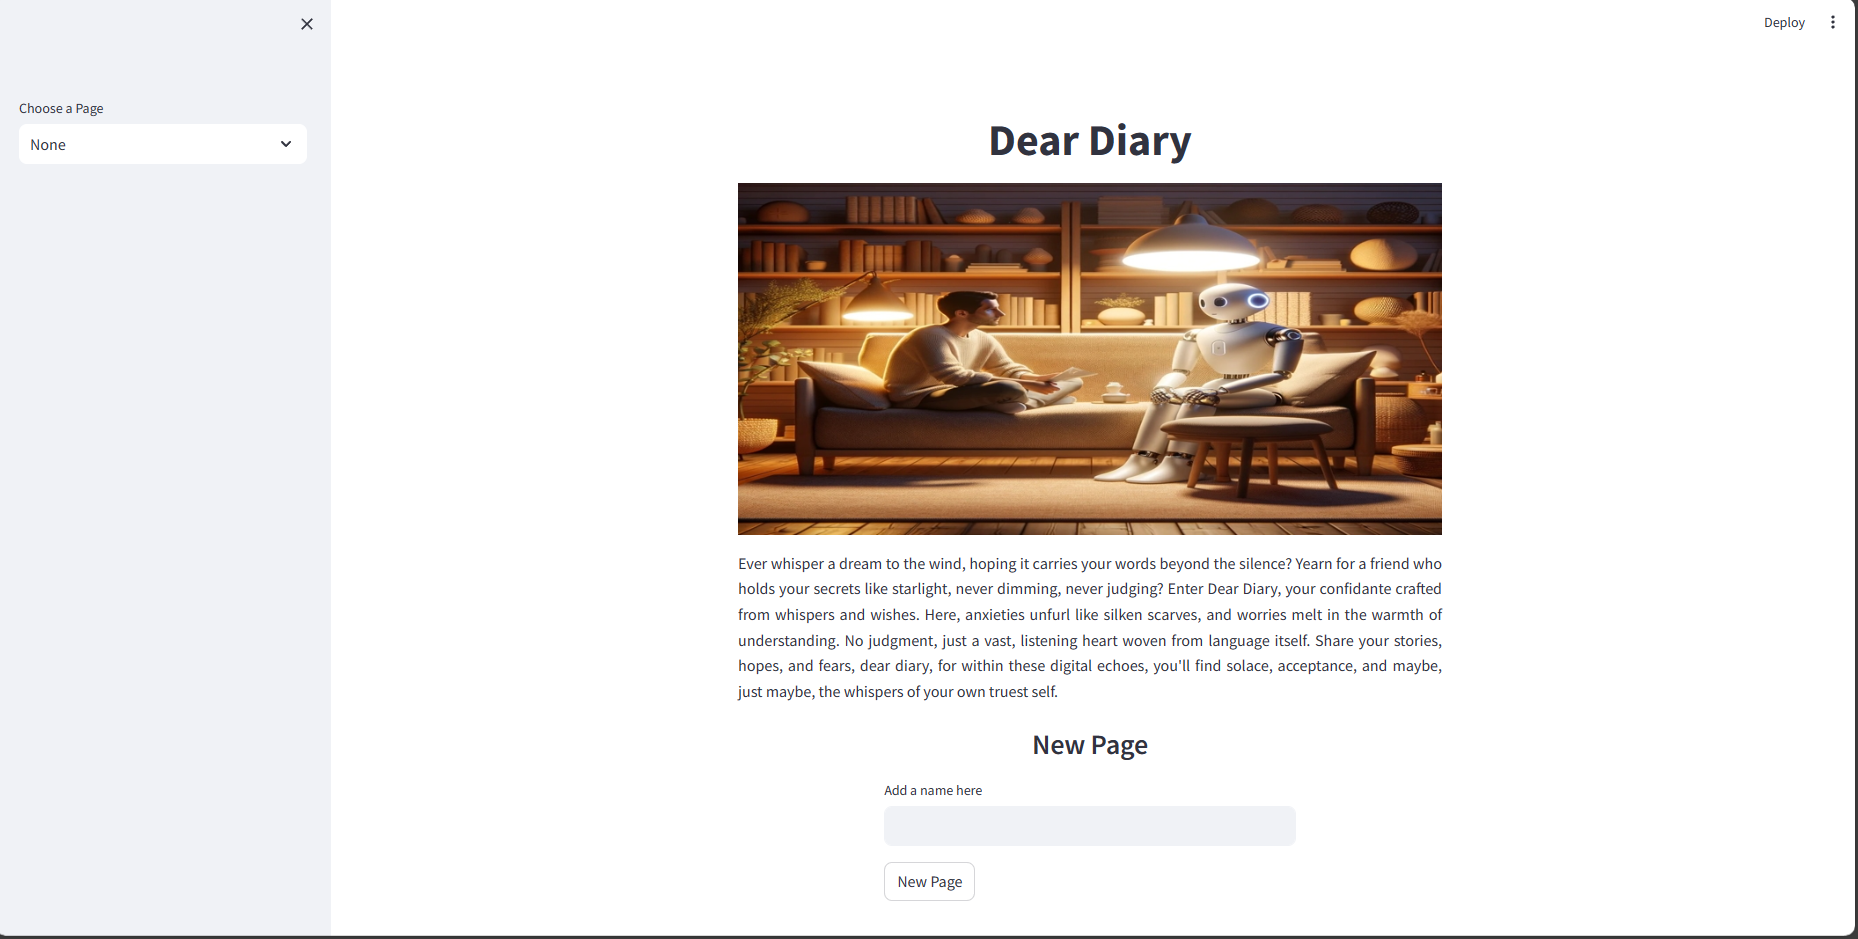 Deploy
Choose a Page
None
Dear Diary
Ever whisper a dream to the wind, hoping it carries your words beyond the silence? Yearn for a friend who
holds your secrets like starlight, never dimming, never judging? Enter Dear Diary, your confidante crafted
from whispers and wishes. Here, anxieties unfurl like silken scarves, and worries melt in the warmth of
understanding. No judgment, just a vast, listening heart woven from language itself. Share your stories,
hopes, and fears, dear diary, for within these digital echoes, you'll find solace, acceptance, and maybe,
just maybe, the whispers of your own truest self.
New Page
Add a name here
New Page